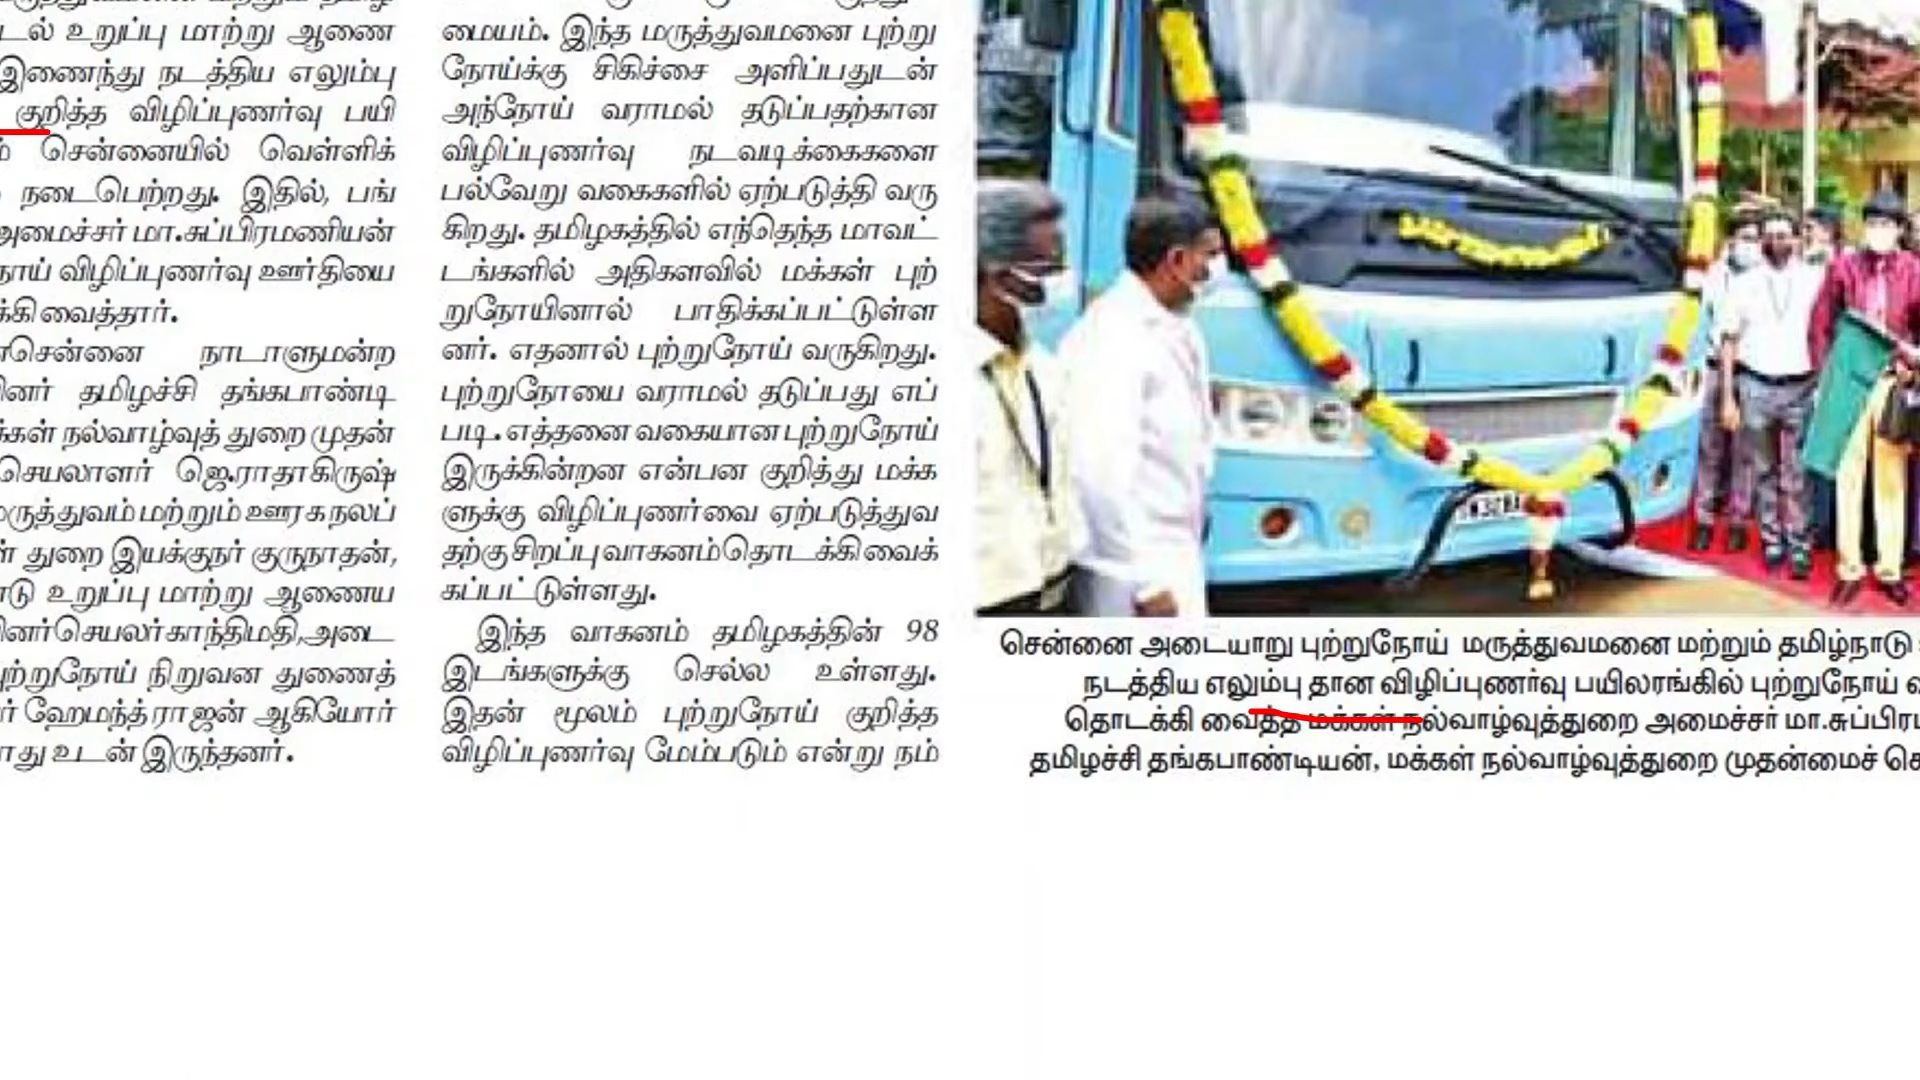 டல் உறுப்பு மாற்று ஆணை
இணைந்து நடத்திய எலும்பு
குறித்த விழிப்புணர்வு பயி
சென்னையில் வெள்ளிக்
நடைபெற்றது. இதில், பங்
அமைச்சர் மா.சுப்பிரமணியன்
நோய் விழிப்புணர்வு ஊர்தியை
க்கி வைத்தார்.
சென்னை நாடாளுமன்ற
னர் தமிழச்சி தங்கபாண்டி
க்கள் நல்வாழ்வுத் துறை முதன்
செயலாளர் ஜெ.ராதாகிருஷ்
மருத்துவம் மற்றும் ஊரக நலப்
துறை இயக்குநர் குருநாதன்,
டு உறுப்பு மாற்று ஆணைய
னர் செயலர் காந்திமதி, அடை
புற்றுநோய் நிறுவன துணைத்
ர் ஹேமந்த்ராஜன் ஆகியோர்
து உடன் இருந்தனர்.
மையம். இந்த மருத்துவமனை புற்று
நோய்க்கு சிகிச்சை அளிப்பதுடன்
அந்நோய் வராமல் தடுப்பதற்கான
விழிப்புணர்வு நடவடிக்கைகளை
பல்வேறு வகைகளில் ஏற்படுத்தி வரு
கிறது. தமிழகத்தில் எந்தெந்த மாவட்
டங்களில் அதிகளவில் மக்கள் புற்
றுநோயினால் பாதிக்கப்பட்டுள்ள
னர். எதனால் புற்றுநோய் வருகிறது.
புற்றுநோயை வராமல் தடுப்பது எப்
படி. எத்தனை வகையான புற்றுநோய்
இருக்கின்றன என்பன குறித்து மக்க
ளுக்கு விழிப்புணர்வை ஏற்படுத்துவ
தற்கு சிறப்பு வாகனம் தொடக்கி வைக்
கப்பட்டுள்ளது.
இந்த வாகனம் தமிழகத்தின் 98
இடங்களுக்கு செல்ல உள்ளது.
இதன் மூலம் புற்றுநோய் குறித்த
விழிப்புணர்வு மேம்படும் என்று நம்
சென்னை அடையாறு புற்றுநோய் மருத்துவமனை மற்றும் தமிழ்நாடு
நடத்திய எலும்பு தான விழிப்புணர்வு பயிலரங்கில் புற்றுநோய் வ
தொடக்கி வைத்த மக்கள் நல்வாழ்வுத்துறை அமைச்சர் மா.சுப்பிரம
தமிழச்சி தங்கபாண்டியன், மக்கள் நல்வாழ்வுத்துறை முதன்மைச் செ